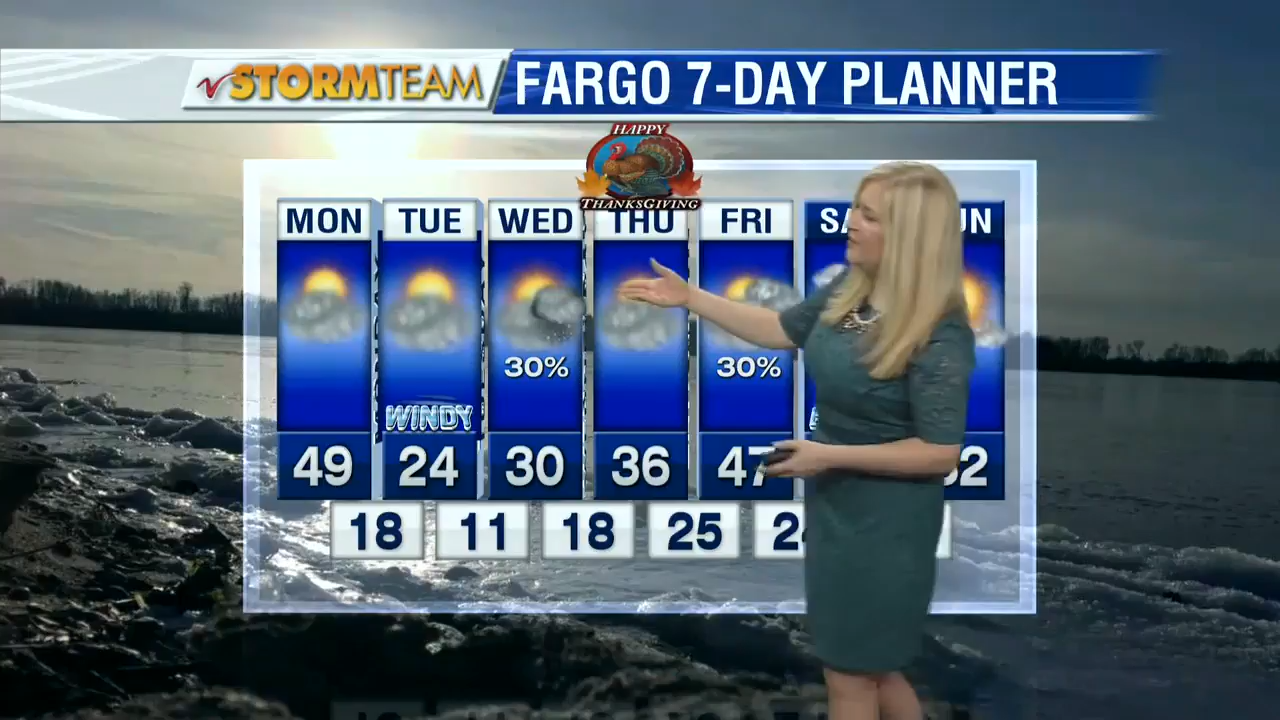 STORMTEAM FARGO 7-DAY PLANNER
HAPPY
THANKSGIVING
MON TUE WED THU FRI
30% 30%
WINDY
49 24 30 36 47
18 11 18 25